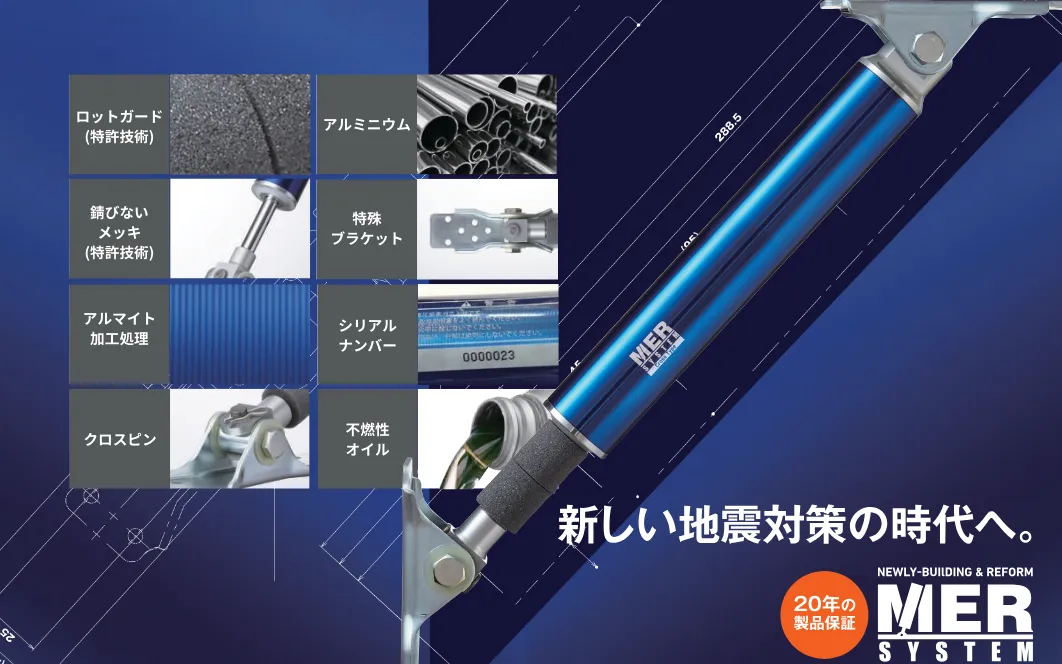 ロットガード
(特許技術)
アルミニウム
錆びない
メッキ
(特許技術)
特殊
ブラケット
アルマイト
加工処理
シリアル
ナンバー
0000023
クロスピン
不燃性
オイル
288.5
(95)
45
25
MER
SYSTEM
新しい地震対策の時代へ。
20年の
製品保証
NEWLY-BUIlDING & REFORM
MER
SYSTEM